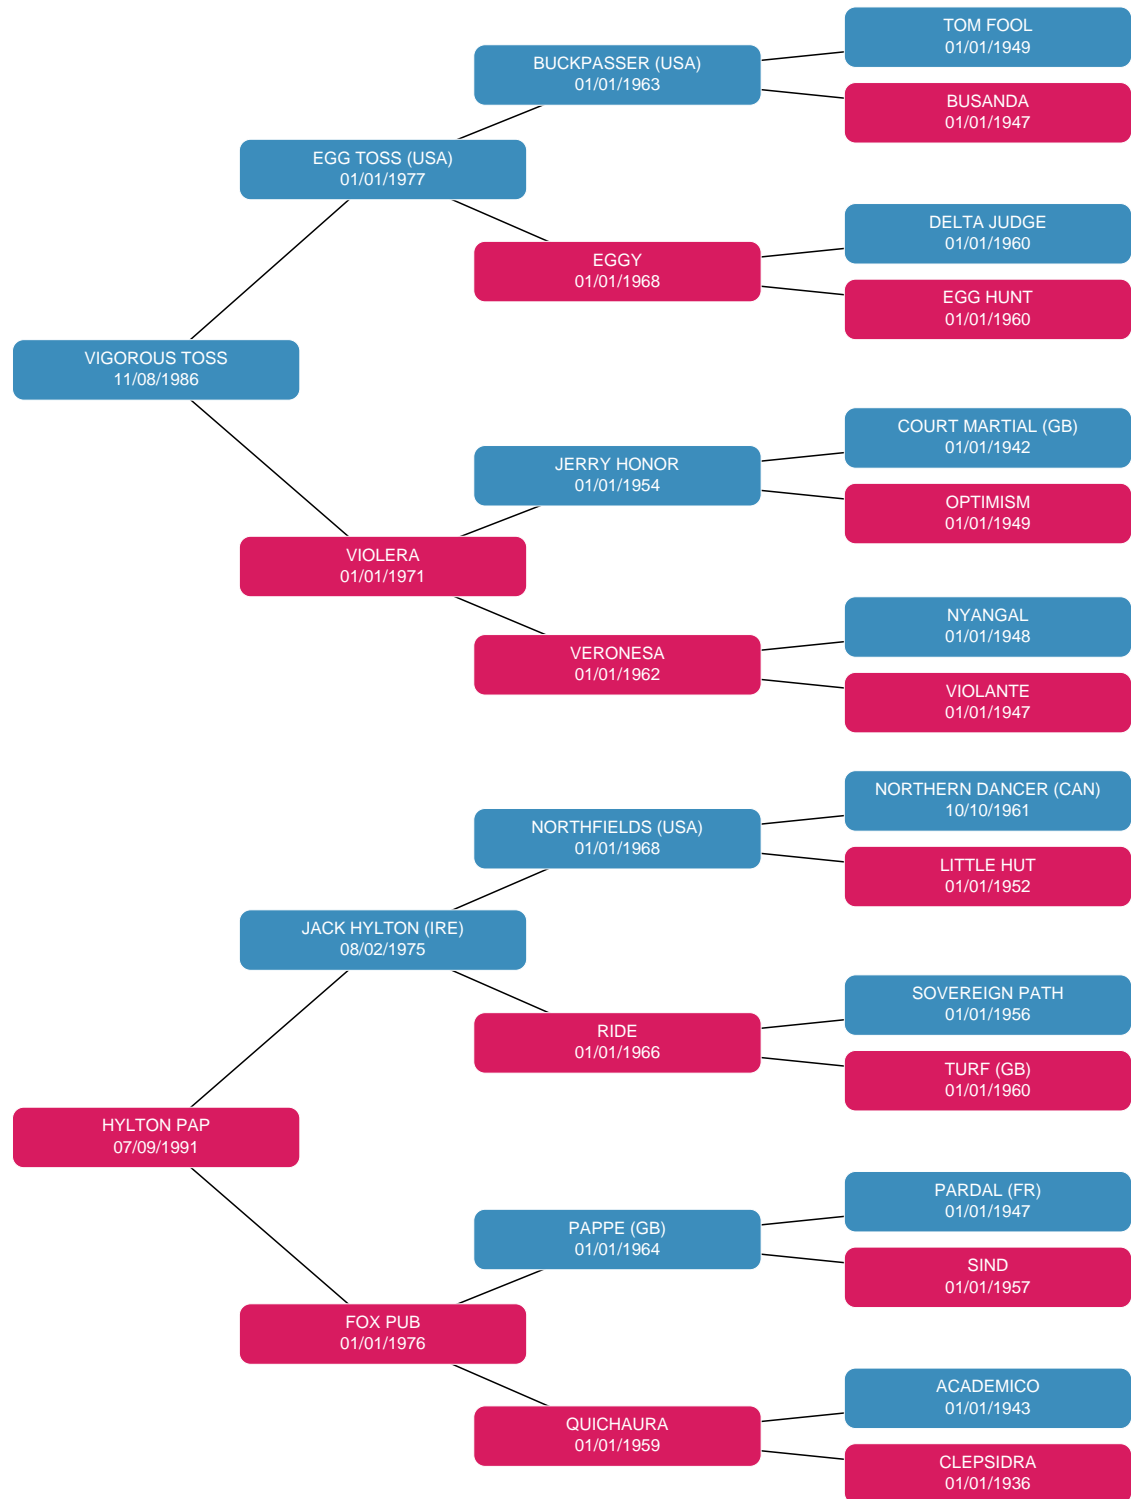 TOM FOOL
01/01/1949
BUCKPASSER (USA)
01/01/1963
BUSANDA
01/01/1947
EGG TOSS (USA)
01/01/1977
DELTA JUDGE
01/01/1960
EGGY
01/01/1968
EGG HUNT
01/01/1960
VIGOROUS TOSS
11/08/1986
COURT MARTIAL (GB)
01/01/1942
JERRY HONOR
01/01/1954
OPTIMISM
01/01/1949
VIOLERA
01/01/1971
NYANGAL
01/01/1948
VERONESA
01/01/1962
VIOLANTE
01/01/1947
NORTHERN DANCER (CAN)
10/10/1961
NORTHFIELDS (USA)
01/01/1968
LITTLE HUT
01/01/1952
JACK HYLTON (IRE)
08/02/1975
SOVEREIGN PATH
01/01/1956
RIDE
01/01/1966
TURF (GB)
01/01/1960
HYLTON PAP
07/09/1991
PARDAL (FR)
01/01/1947
PAPPE (GB)
01/01/1964
SIND
01/01/1957
FOX PUB
01/01/1976
ACADEMICO
01/01/1943
QUICHAURA
01/01/1959
CLEPSIDRA
01/01/1936